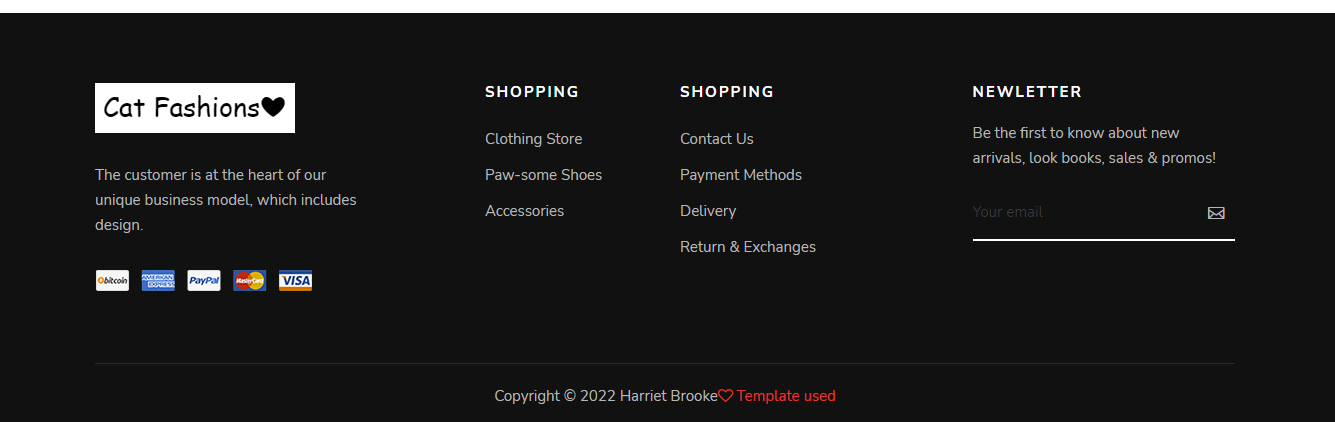 Cat Fashions♥
The customer is at the heart of our
unique business model, which includes
design.
bitcoin
AMERICAN EXPRESS
PayPal
MasterCard
VISA
SHOPPING
Clothing Store
Paw-some Shoes
Accessories
SHOPPING
Contact Us
Payment Methods
Delivery
Return & Exchanges
NEWLETTER
Be the first to know about new
arrivals, look books, sales & promos!
Your email
Copyright © 2022 Harriet Brooke♡ Template used